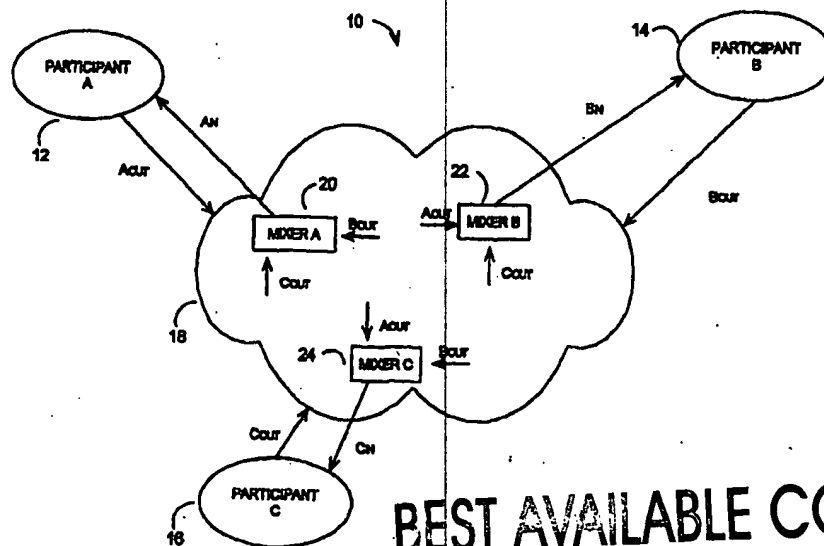 10
14
PARTICIPANT
A
PARTICIPANT
B
12
AIN
AOUT
BIN
BOUT
20
22
MIXER A
BOUT
COUT
AOUT
MIXER B
COUT
18
AOUT
24
MIXER C
BOUT
COUT
CIN
PARTICIPANT
C
16
BEST AVAILABLE CO